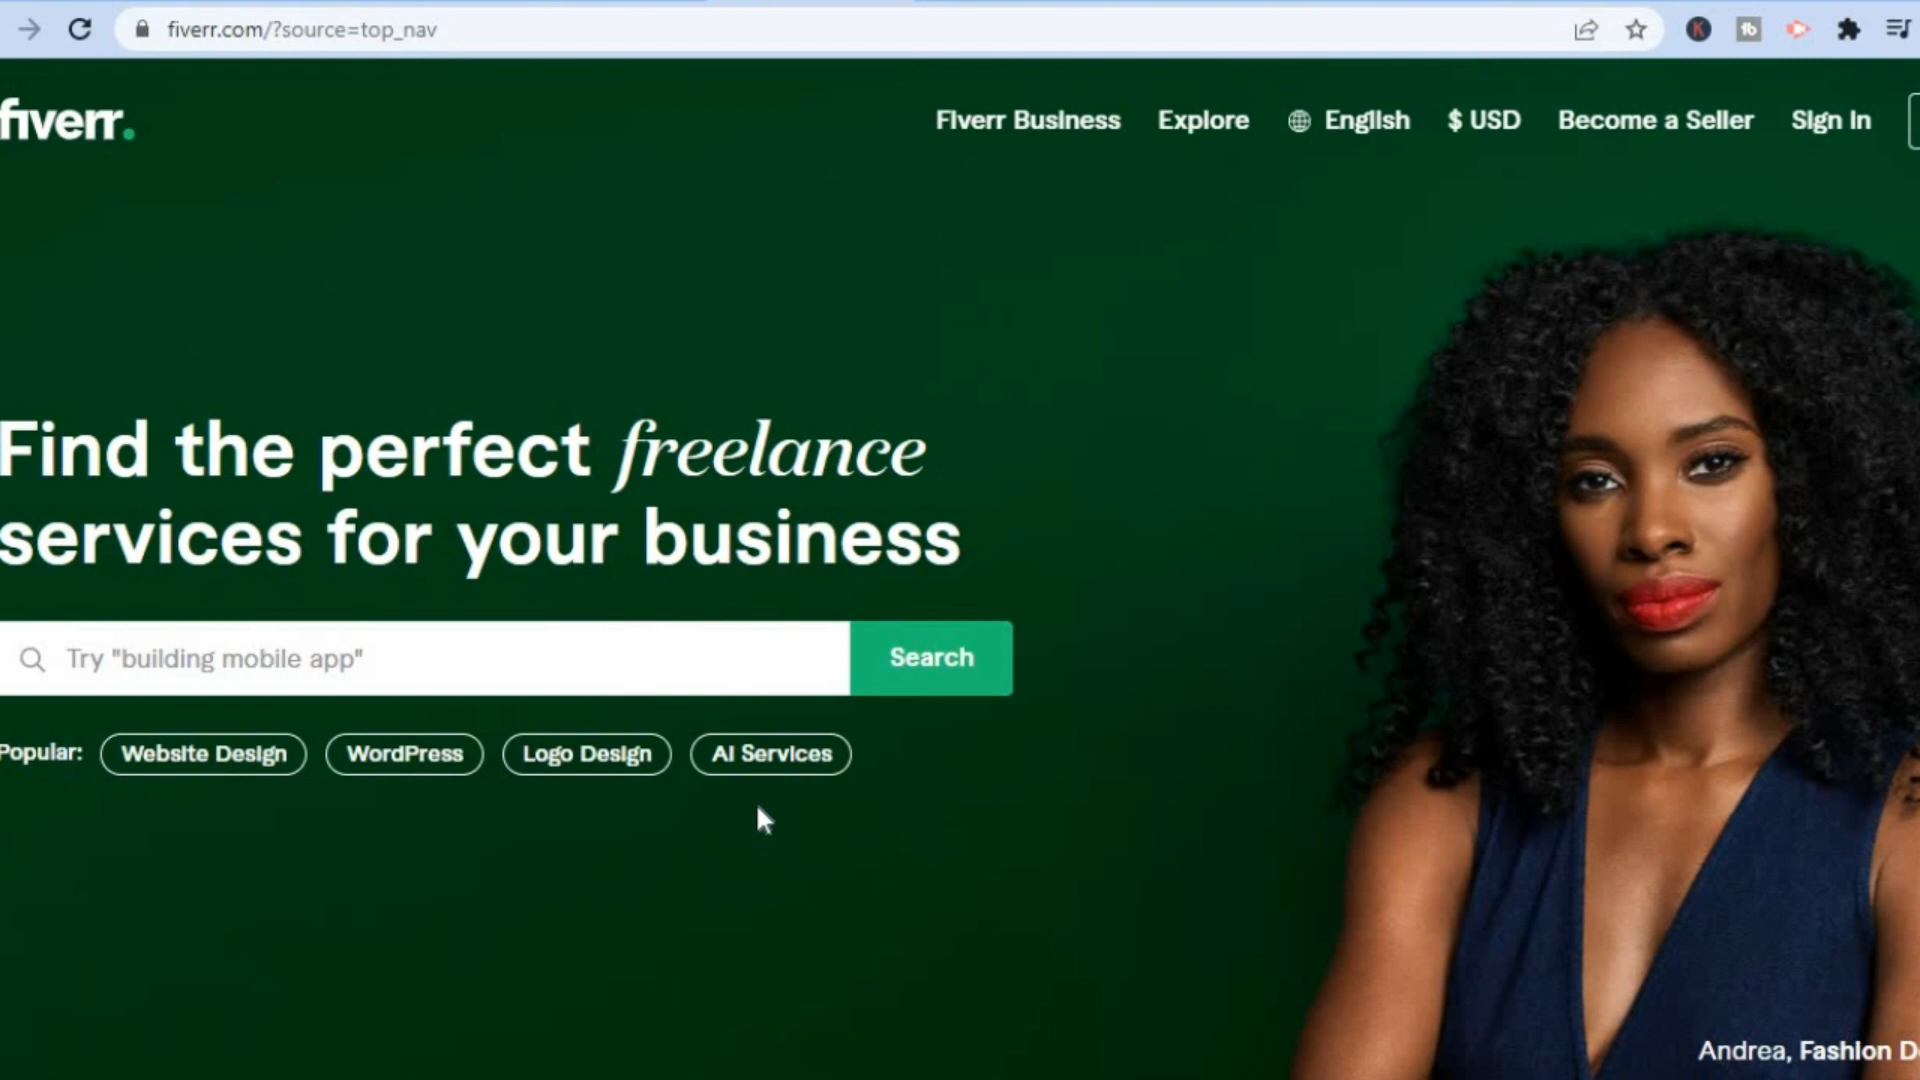 fiverr.com/?source=top_nav
fiverr.
Fiverr Business Explore English $ USD Become a Seller Sign In
Find the perfect freelance
services for your business
Try "building mobile app"
Search
Popular: Website Design WordPress Logo Design AI Services
Andrea, Fashion D